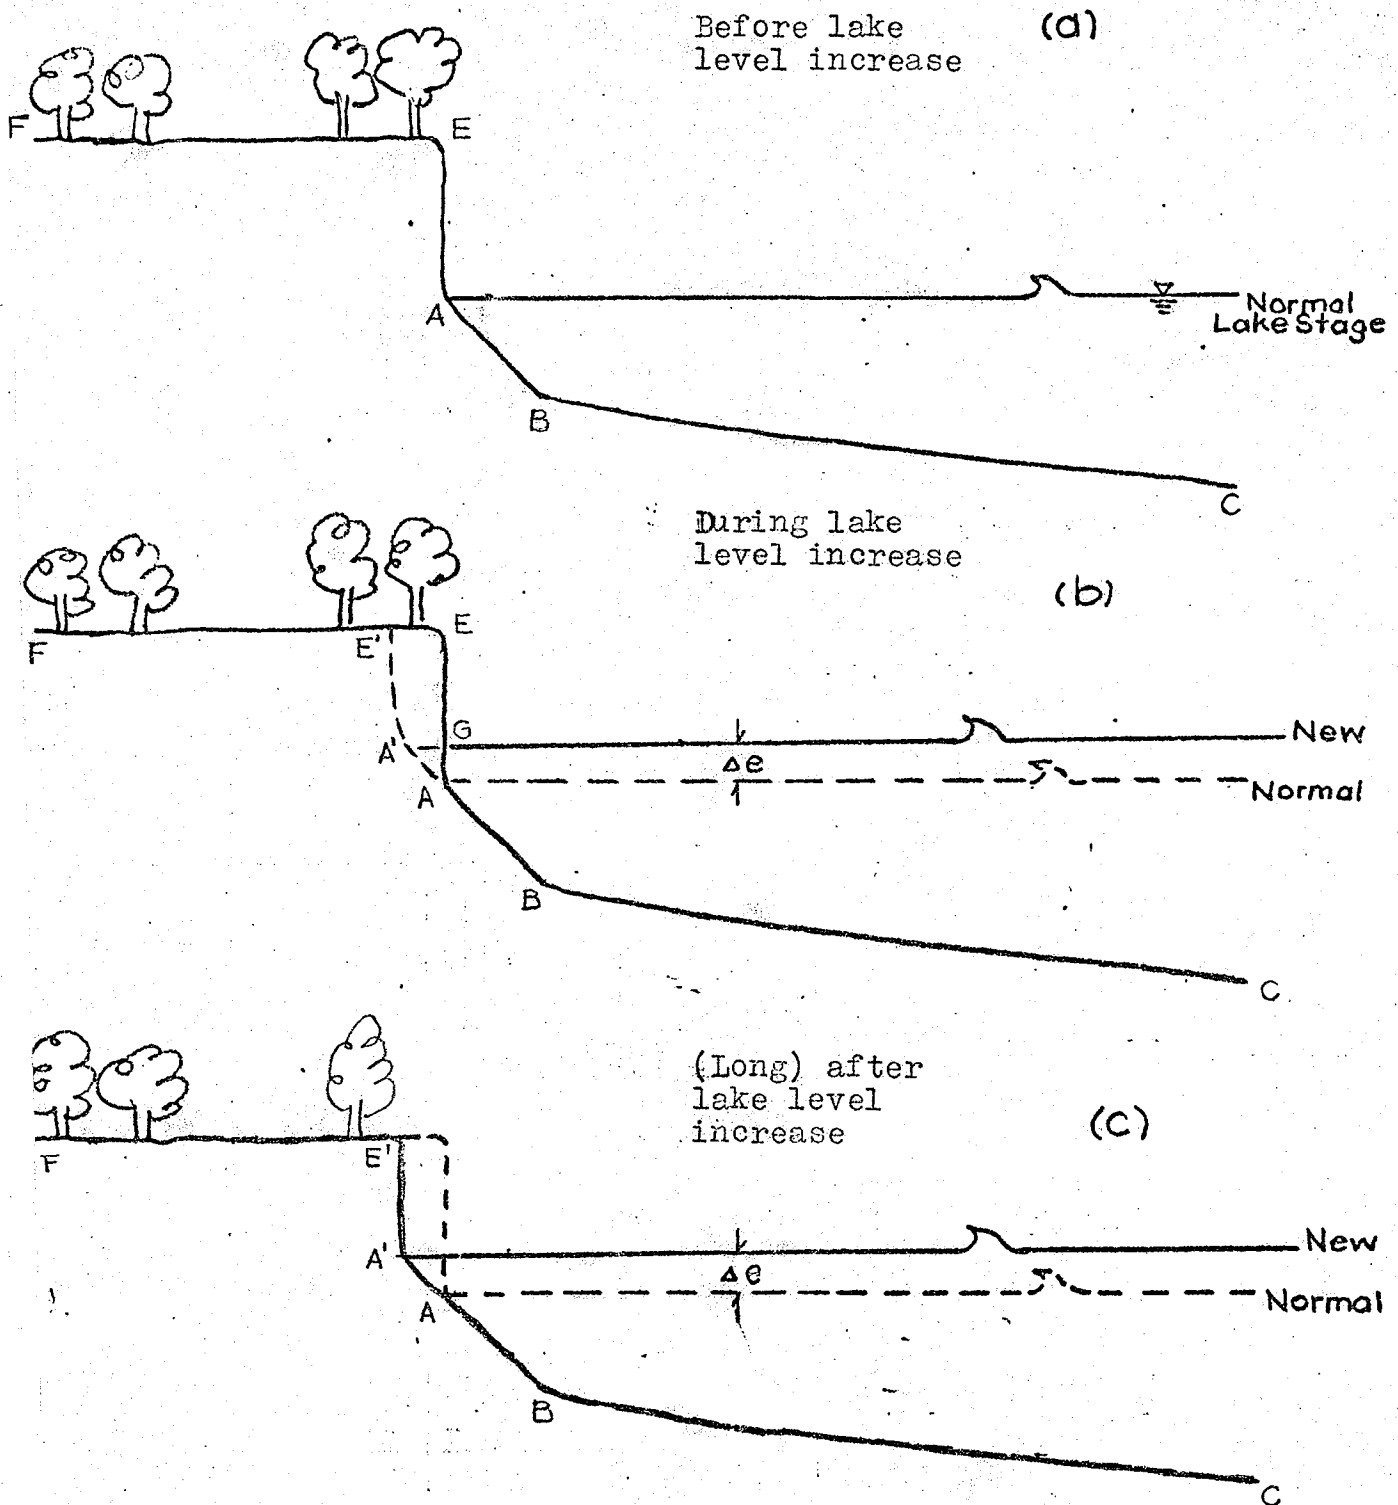 Before lake
level increase
(a)
F
E
A
Normal
Lake Stage
B
C
During lake
level increase
(b)
F
E'
E
G
A'
New
Δe
A
Normal
B
C
(Long) after
lake level
increase
(c)
F
E'
A'
New
Δe
A
Normal
B
C